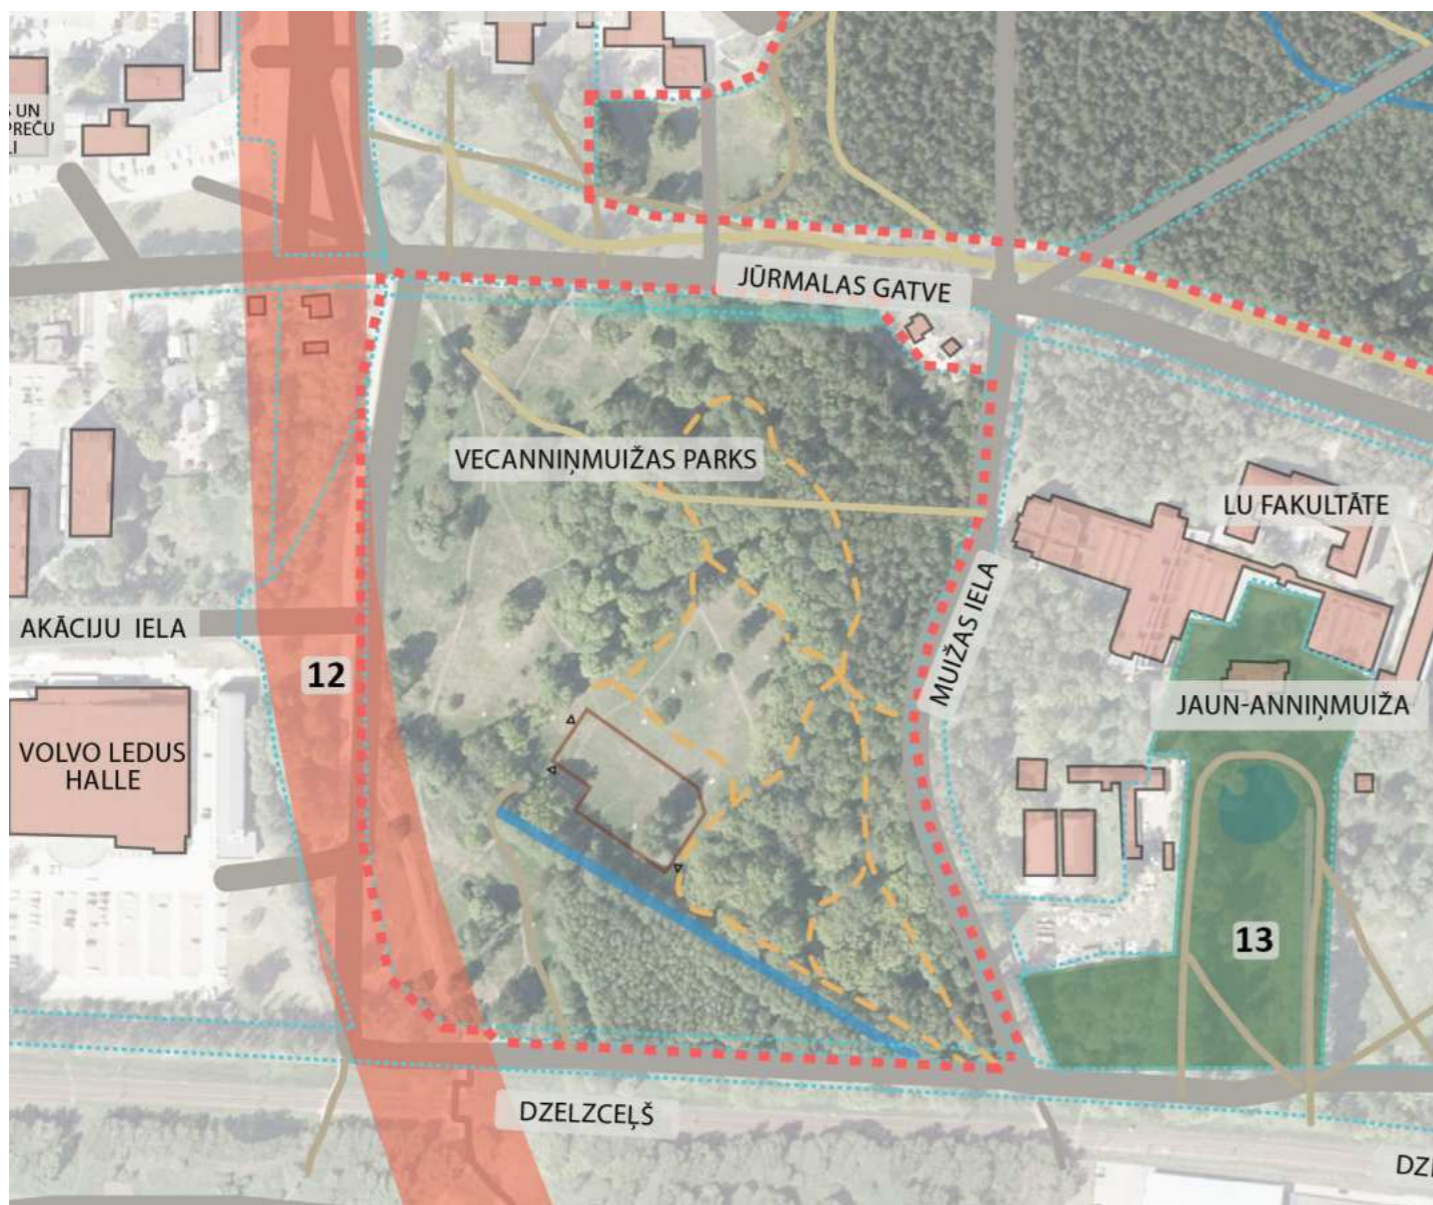 S UN
PREČU
LI
JŪRMALAS GATVE
VECANNIŅMUIŽAS PARKS
LU FAKULTĀTE
AKĀCIJU IELA
MUIŽAS IELA
12
JAUN-ANNIŅMUIŽA
VOLVO LEDUS
HALLE
13
DZELZCEĻŠ
DZ